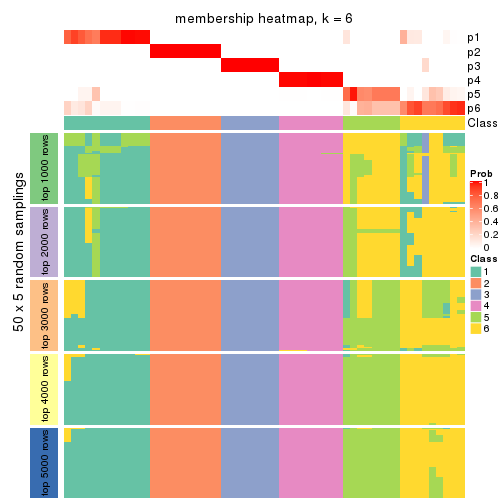 membership heatmap, k = 6
p1
p2
p3
p4
p5
p6
Class
50 x 5 random samplings
top 1000 rows
top 2000 rows
top 3000 rows
top 4000 rows
top 5000 rows
Prob
1
0.8
0.6
0.4
0.2
0
Class
1
2
3
4
5
6